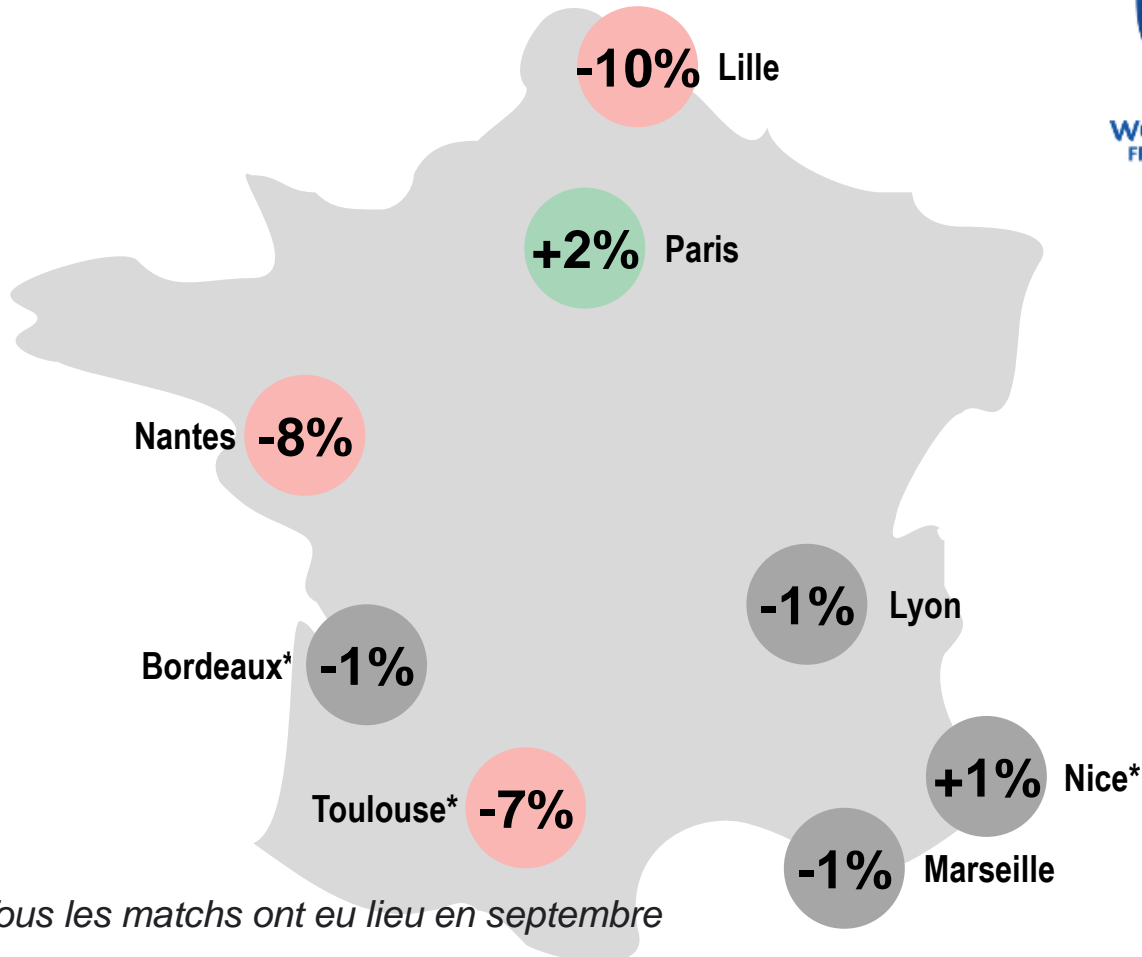 -10% Lille
+2% Paris
Nantes -8%
-1% Lyon
Bordeaux* -1%
+1% Nice*
Toulouse* -7%
-1% Marseille
les matchs ont eu lieu en septembre